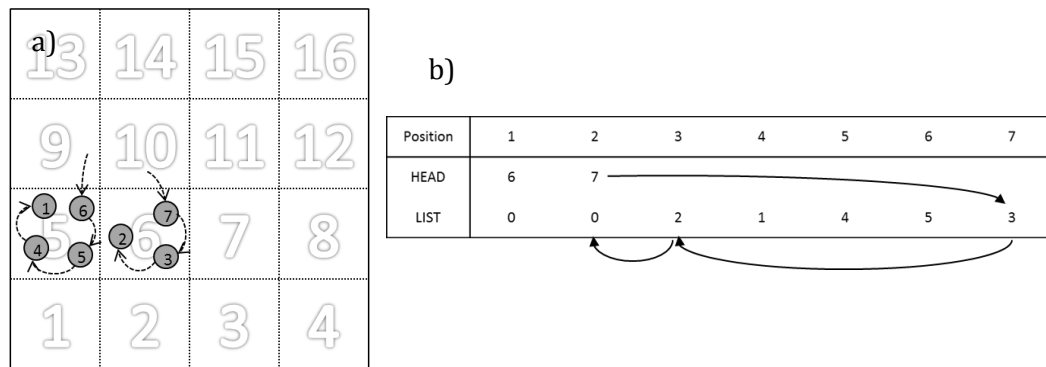 a)
13 14 15 16
9 10 11 12
5 6 7 8
1 6 2 7
4 5 3
1 2 3 4
b)
Position 1 2 3 4 5 6 7
HEAD 6 7
LIST 0 0 2 1 4 5 3